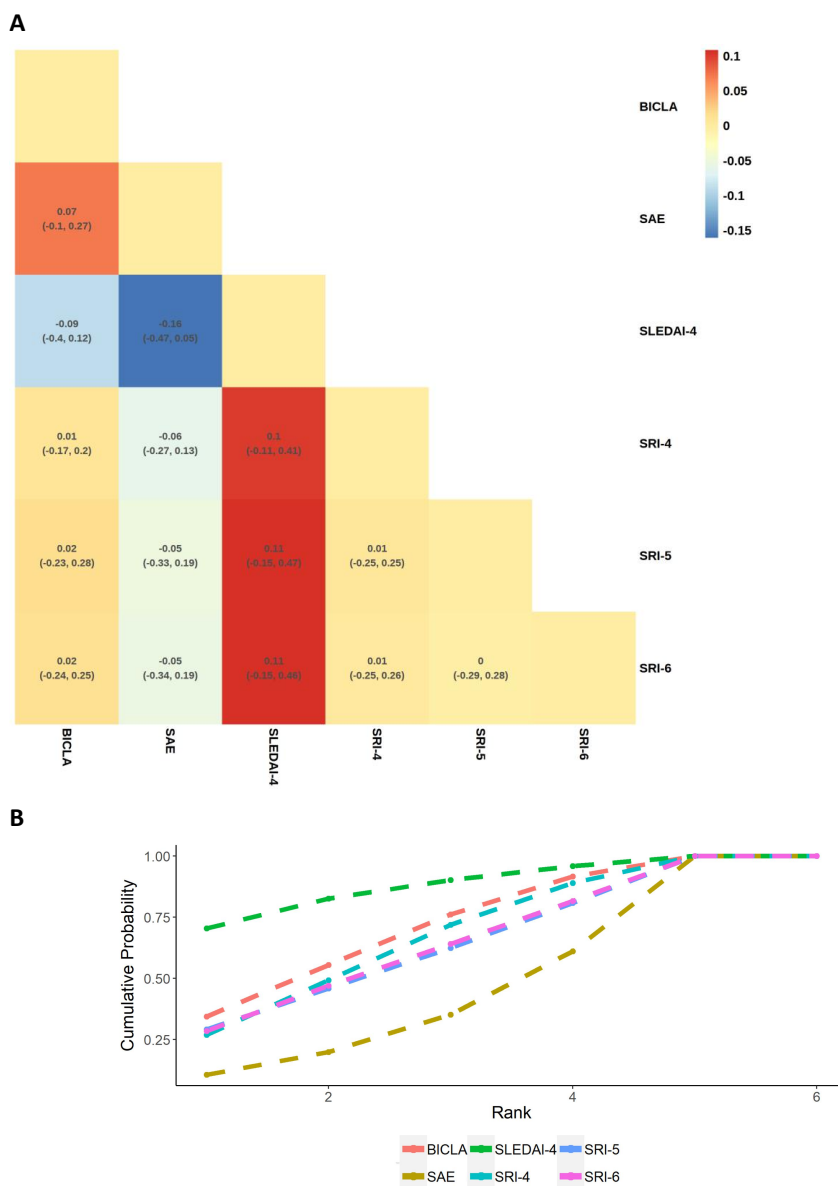 A
0.1
0.05
0
-0.05
-0.1
-0.15
BICLA
0.07
(-0.1, 0.27)
SAE
-0.09
(-0.4, 0.12)
-0.16
(-0.47, 0.05)
SLEDAI-4
0.01
(-0.17, 0.2)
-0.06
(-0.27, 0.13)
0.1
(-0.11, 0.41)
SRI-4
0.02
(-0.23, 0.28)
-0.05
(-0.33, 0.19)
0.11
(-0.15, 0.47)
0.01
(-0.25, 0.25)
SRI-5
0.02
(-0.24, 0.25)
-0.05
(-0.34, 0.19)
0.11
(-0.15, 0.46)
0.01
(-0.25, 0.26)
0
(-0.29, 0.28)
SRI-6
BICLA
SAE
SLEDAI-4
SRI-4
SRI-5
SRI-6
B
Cumulative Probability
1.00
0.75
0.50
0.25
2 4 6
Rank
BICLA SLEDAI-4 SRI-5
SAE SRI-4 SRI-6